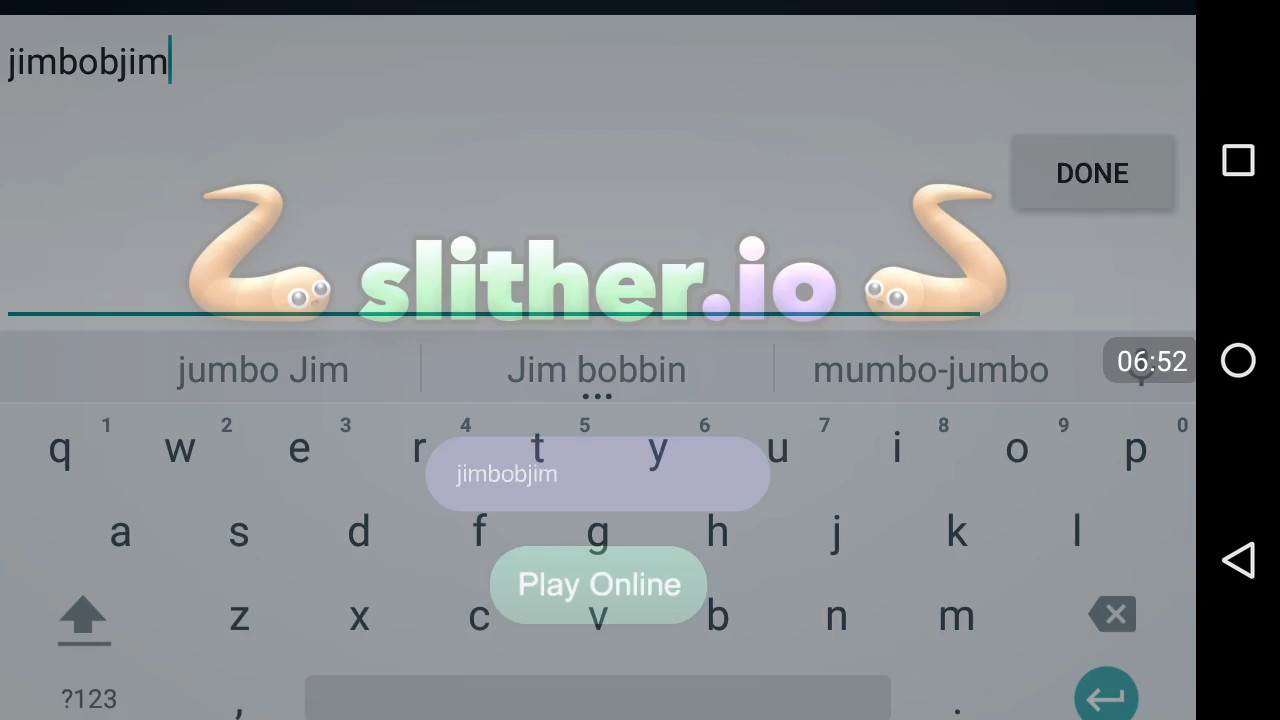 jimbobjim
DONE
slither.io
jumbo Jim Jim bobbin mumbo-jumbo
06:52
1 2 3 4 5 6 7 8 9 0
q w e r t y u i o p
jimbobjim
a s d f g h j k l
Play Online
z x c v b n m
?123 , .